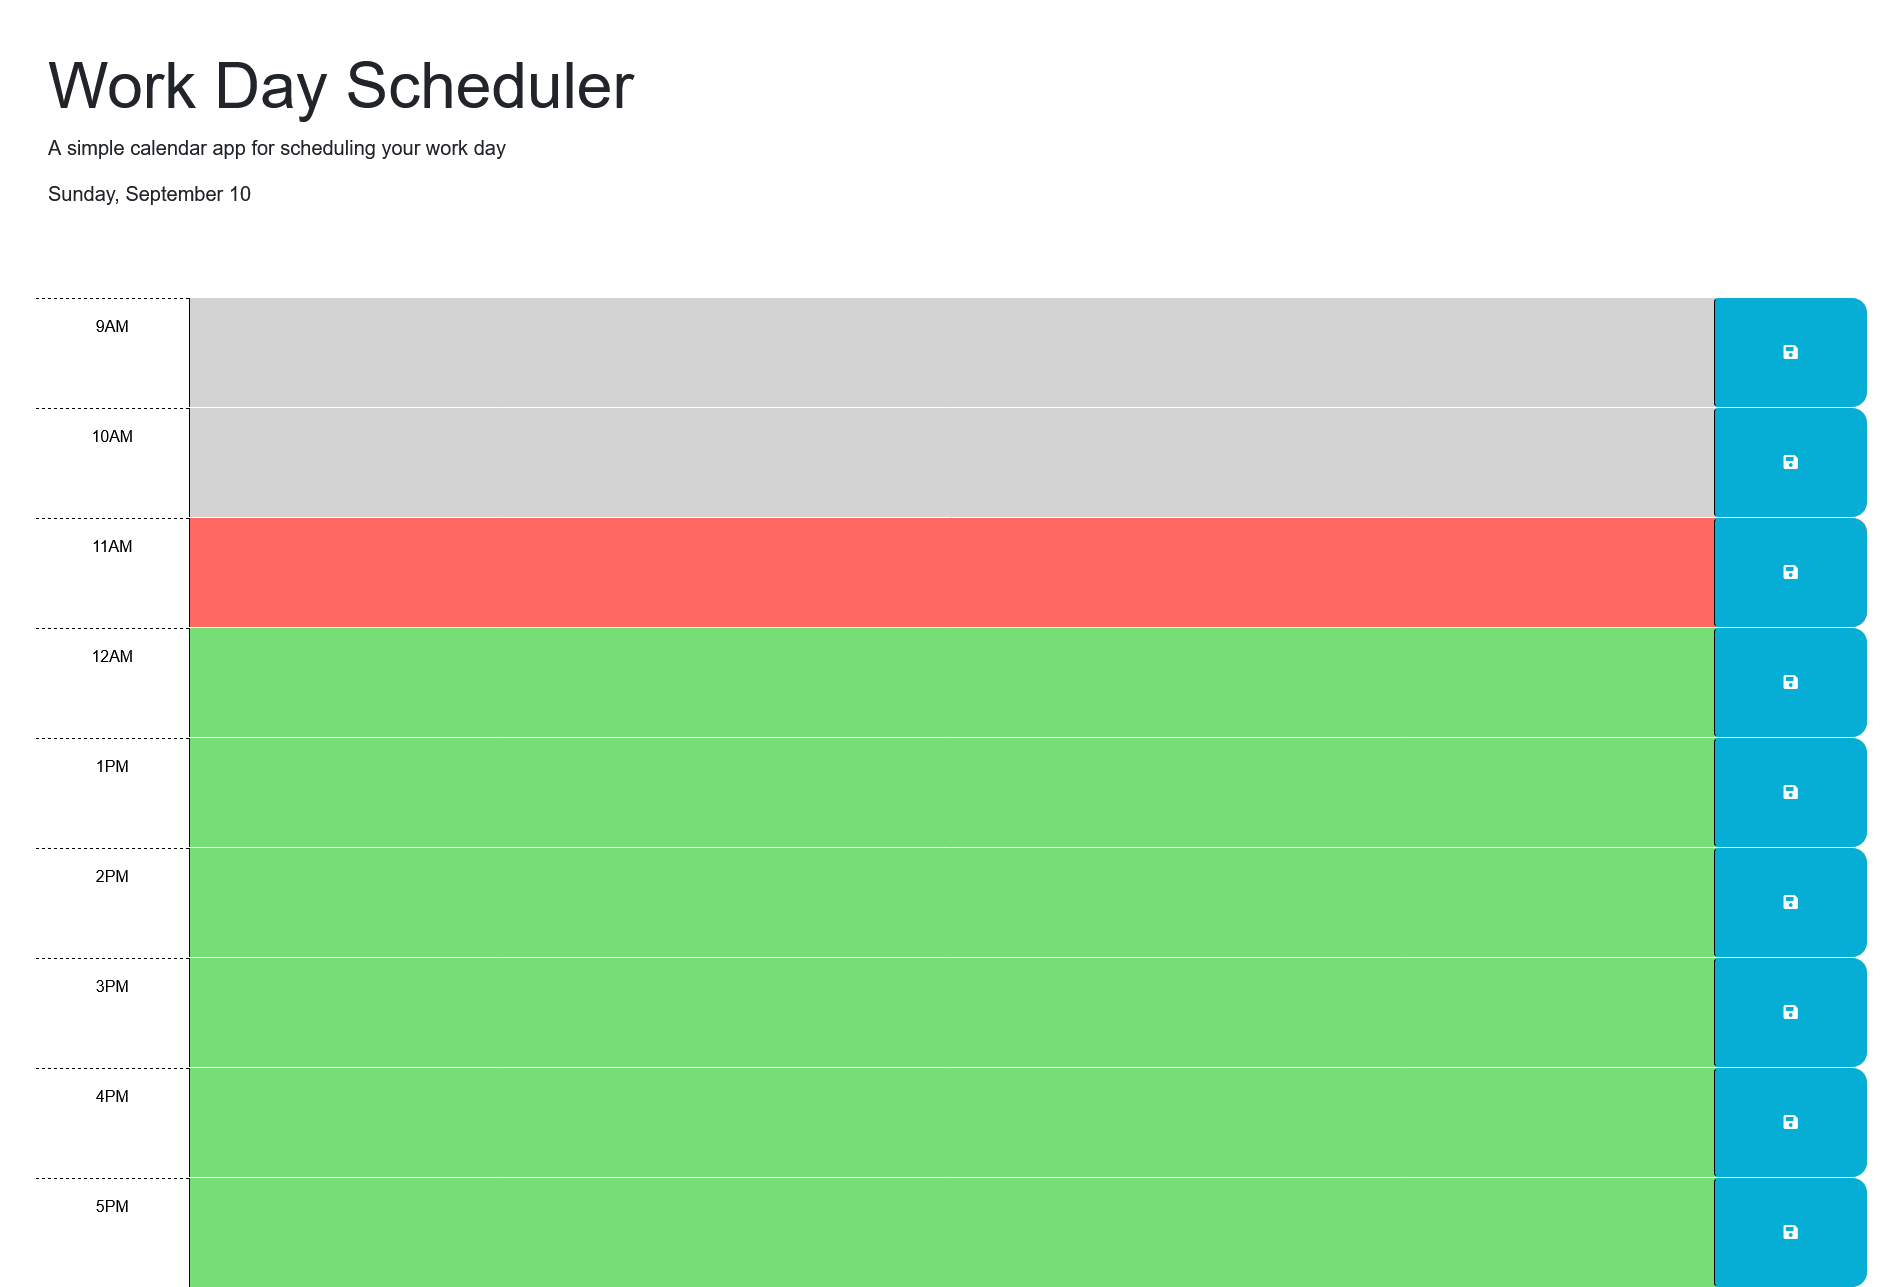 Work Day Scheduler
A simple calendar app for scheduling your work day
Sunday, September 10
9AM
10AM
11AM
12AM
1PM
2PM
3PM
4PM
5PM